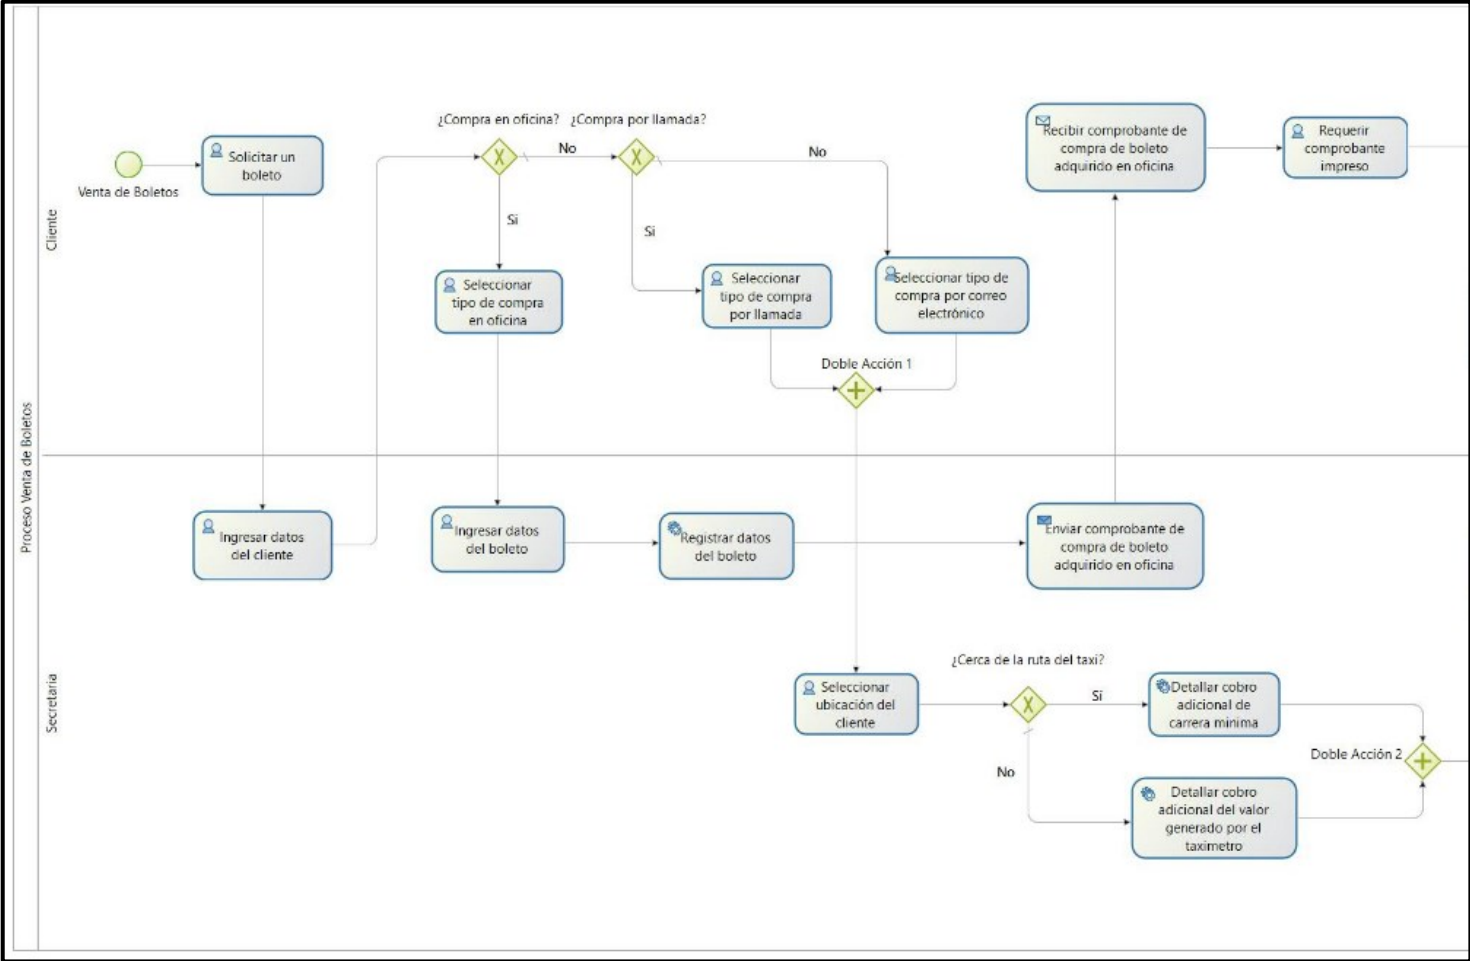 Proceso Venta de Boletos
Cliente
Venta de Boletos
Solicitar un
boleto
¿Compra en oficina?
No
Si
¿Compra por llamada?
No
Si
Seleccionar
tipo de compra
en oficina
Seleccionar
tipo de compra
por llamada
Seleccionar tipo de
compra por correo
electrónico
Doble Acción 1
Recibir comprobante de
compra de boleto
adquirido en oficina
Requerir
comprobante
impreso
Secretaria
Ingresar datos
del cliente
Ingresar datos
del boleto
Registrar datos
del boleto
Enviar comprobante de
compra de boleto
adquirido en oficina
Seleccionar
ubicación del
cliente
¿Cerca de la ruta del taxi?
Si
No
Detallar cobro
adicional de
carrera minima
Detallar cobro
adicional del valor
generado por el
taximetro
Doble Acción 2